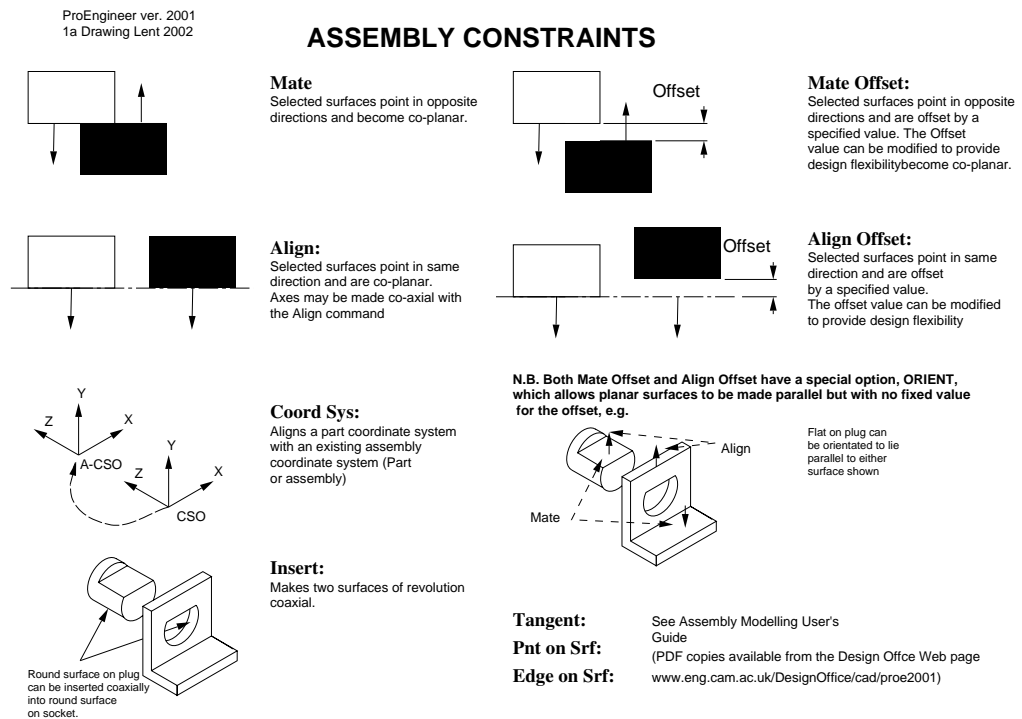 ProEngineer ver. 2001
1a Drawing Lent 2002
ASSEMBLY CONSTRAINTS
Mate
Selected surfaces point in opposite
directions and become co-planar.
Offset
Mate Offset:
Selected surfaces point in opposite
directions and are offset by a
specified value. The Offset
value can be modified to provide
design flexibilitybecome co-planar.
Align:
Selected surfaces point in same
direction and are co-planar.
Axes may be made co-axial with
the Align command
Offset
Align Offset:
Selected surfaces point in same
direction and are offset
by a specified value.
The offset value can be modified
to provide design flexibility
Y
Z
X
A-CSO
Y
Z
X
CSO
Coord Sys:
Aligns a part coordinate system
with an existing assembly
coordinate system (Part
or assembly)
N.B. Both Mate Offset and Align Offset have a special option, ORIENT,
which allows planar surfaces to be made parallel but with no fixed value
for the offset, e.g.
Align
Mate
Flat on plug can
be orientated to lie
parallel to either
surface shown
Insert:
Makes two surfaces of revolution
coaxial.
Round surface on plug
can be inserted coaxially
into round surface
on socket.
Tangent:
Pnt on Srf:
Edge on Srf:
See Assembly Modelling User's
Guide
(PDF copies available from the Design Offce Web page
www.eng.cam.ac.uk/DesignOffice/cad/proe2001)